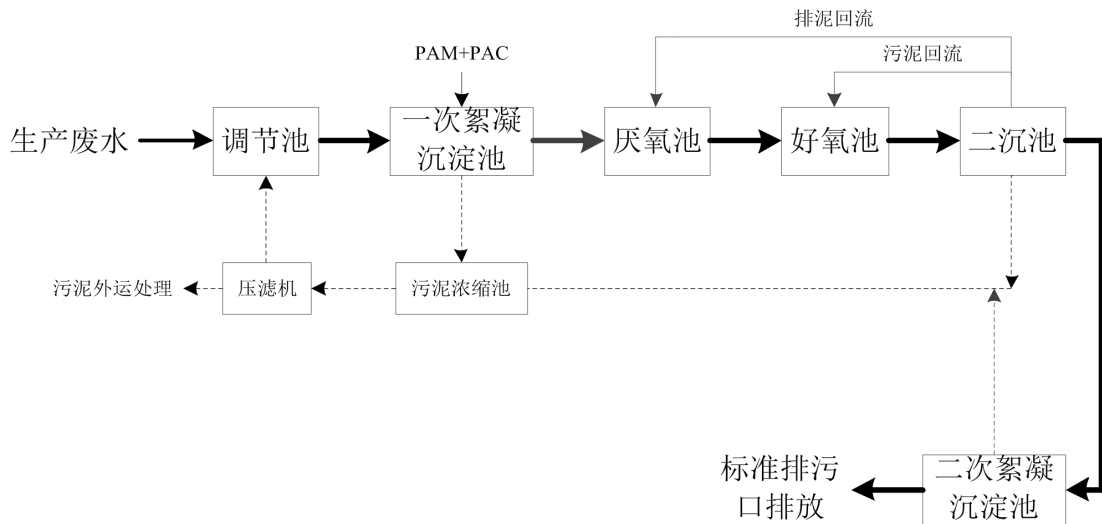 排泥回流
污泥回流
PAM+PAC
生产废水
调节池
一次絮凝
沉淀池
厌氧池
好氧池
二沉池
污泥外运处理
压滤机
污泥浓缩池
标准排污
口排放
二次絮凝
沉淀池